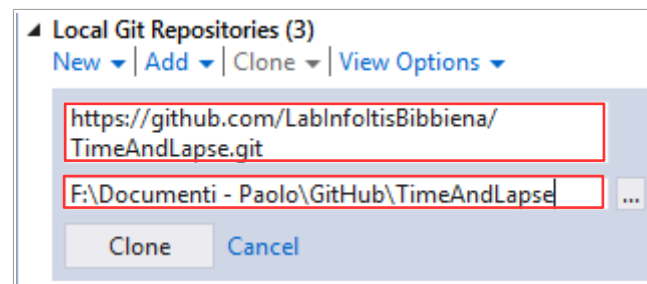 Local Git Repositories (3)
New | Add | Clone | View Options
https://github.com/LabInfoItisBibbiena/
TimeAndLapse.git
F:\Documenti - Paolo\GitHub\TimeAndLapse
...
Clone Cancel